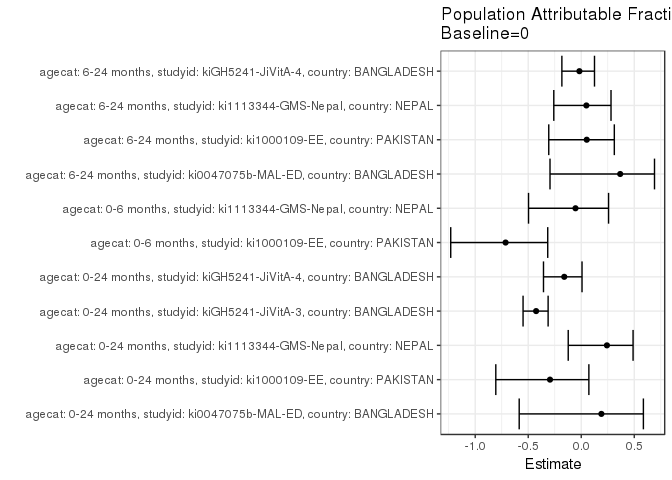 Population Attributable Fracti
Baseline=0
agecat: 6-24 months, studyid: kiGH5241-JiVitA-4, country: BANGLADESH
agecat: 6-24 months, studyid: ki1113344-GMS-Nepal, country: NEPAL
agecat: 6-24 months, studyid: ki1000109-EE, country: PAKISTAN
agecat: 6-24 months, studyid: ki0047075b-MAL-ED, country: BANGLADESH
agecat: 0-6 months, studyid: ki1113344-GMS-Nepal, country: NEPAL
agecat: 0-6 months, studyid: ki1000109-EE, country: PAKISTAN
agecat: 0-24 months, studyid: kiGH5241-JiVitA-4, country: BANGLADESH
agecat: 0-24 months, studyid: kiGH5241-JiVitA-3, country: BANGLADESH
agecat: 0-24 months, studyid: ki1113344-GMS-Nepal, country: NEPAL
agecat: 0-24 months, studyid: ki1000109-EE, country: PAKISTAN
agecat: 0-24 months, studyid: ki0047075b-MAL-ED, country: BANGLADESH
-1.0 -0.5 0.0 0.5
Estimate